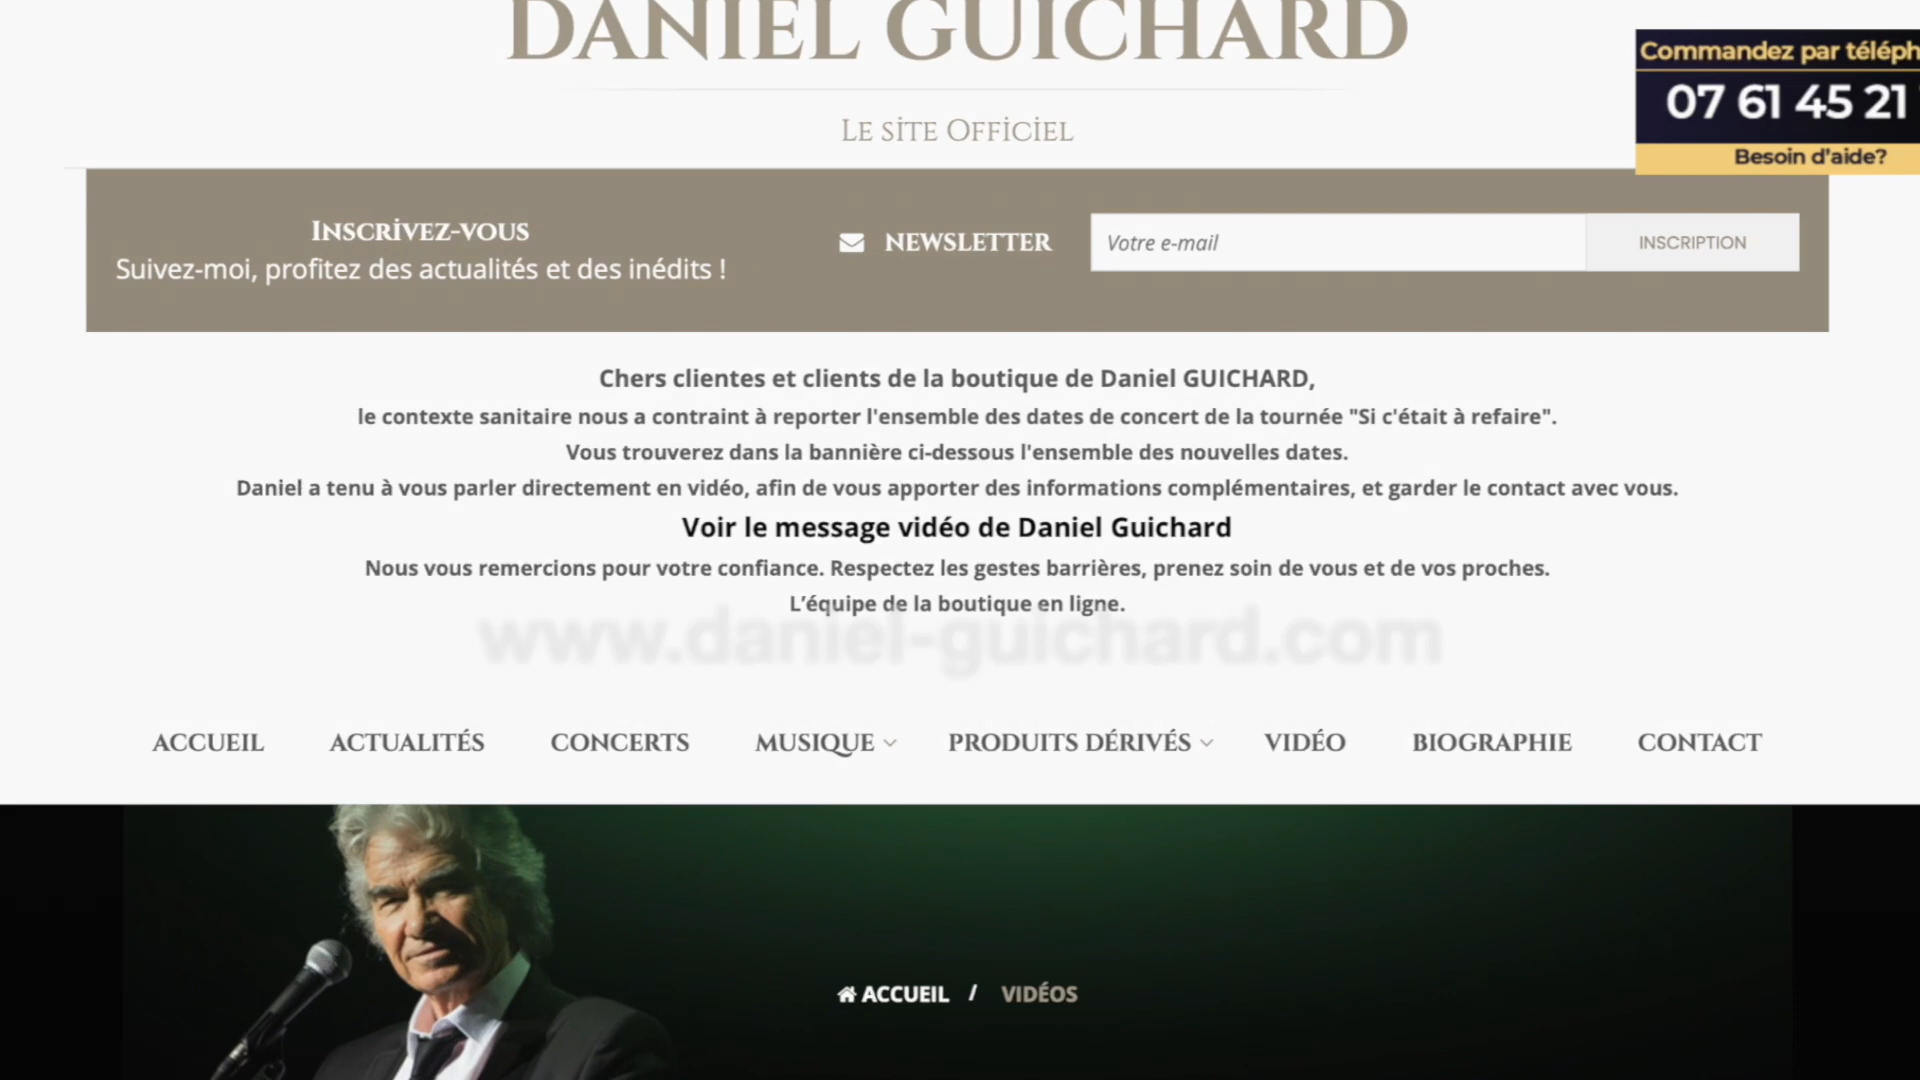 DANIEL GUICHARD
Le site Officiel
Commandez par téléph
07 61 45 21
Besoin d'aide?
Inscrivez-vous
Suivez-moi, profitez des actualités et des inédits !
NEWSLETTER
Votre e-mail
INSCRIPTION
Chers clientes et clients de la boutique de Daniel GUICHARD,
le contexte sanitaire nous a contraint à reporter l'ensemble des dates de concert de la tournée "Si c'était à refaire".
Vous trouverez dans la bannière ci-dessous l'ensemble des nouvelles dates.
Daniel a tenu à vous parler directement en vidéo, afin de vous apporter des informations complémentaires, et garder le contact avec vous.
Voir le message vidéo de Daniel Guichard
Nous vous remercions pour votre confiance. Respectez les gestes barrières, prenez soin de vous et de vos proches.
L’équipe de la boutique en ligne.
www.daniel-guichard.com
ACCUEIL ACTUALITÉS CONCERTS MUSIQUE PRODUITS DÉRIVÉS VIDÉO BIOGRAPHIE CONTACT
ACCUEIL / VIDÉOS